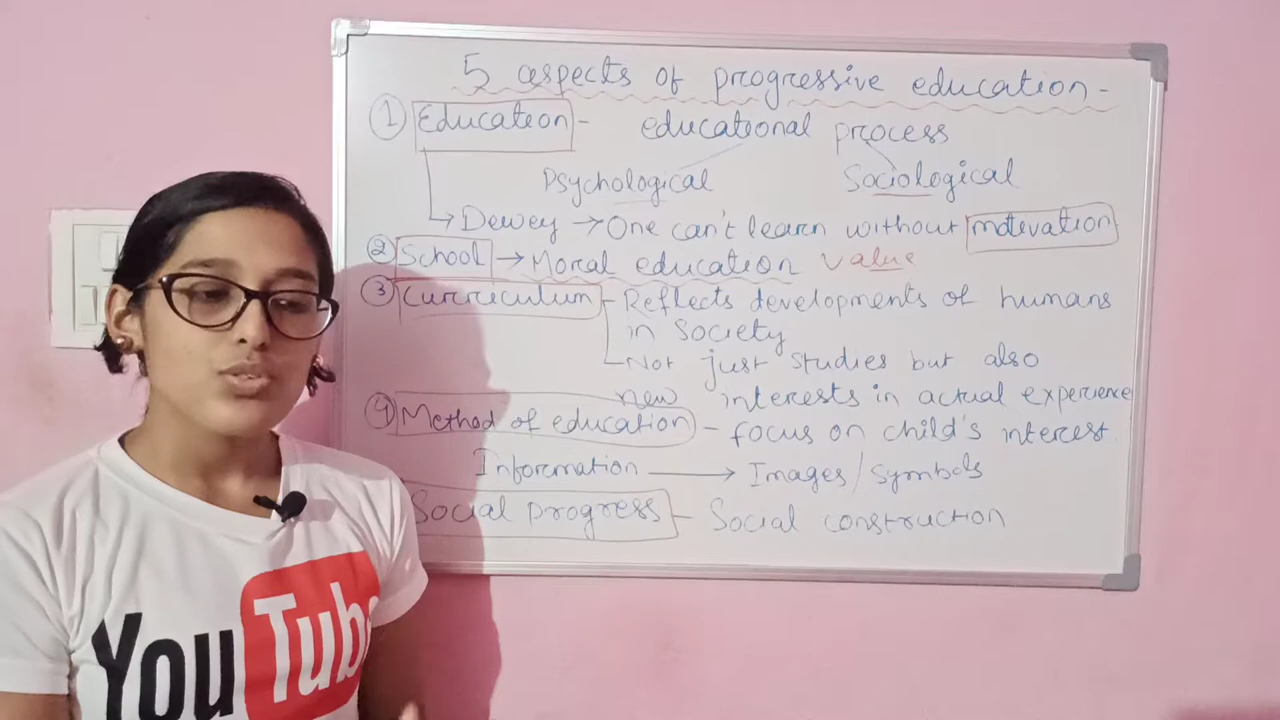 5 aspects of progressive education -
① Education - educational process
Psychological Sociological
→ Dewey → One can't learn without motivation
② School → Moral education value
③ Curriculum - Reflects developments of humans
in Society
Not just studies but also
new interests in actual experience
④ Method of education - focus on child's interest
Information → Images / Symbols
Social progress - Social construction
YouTube